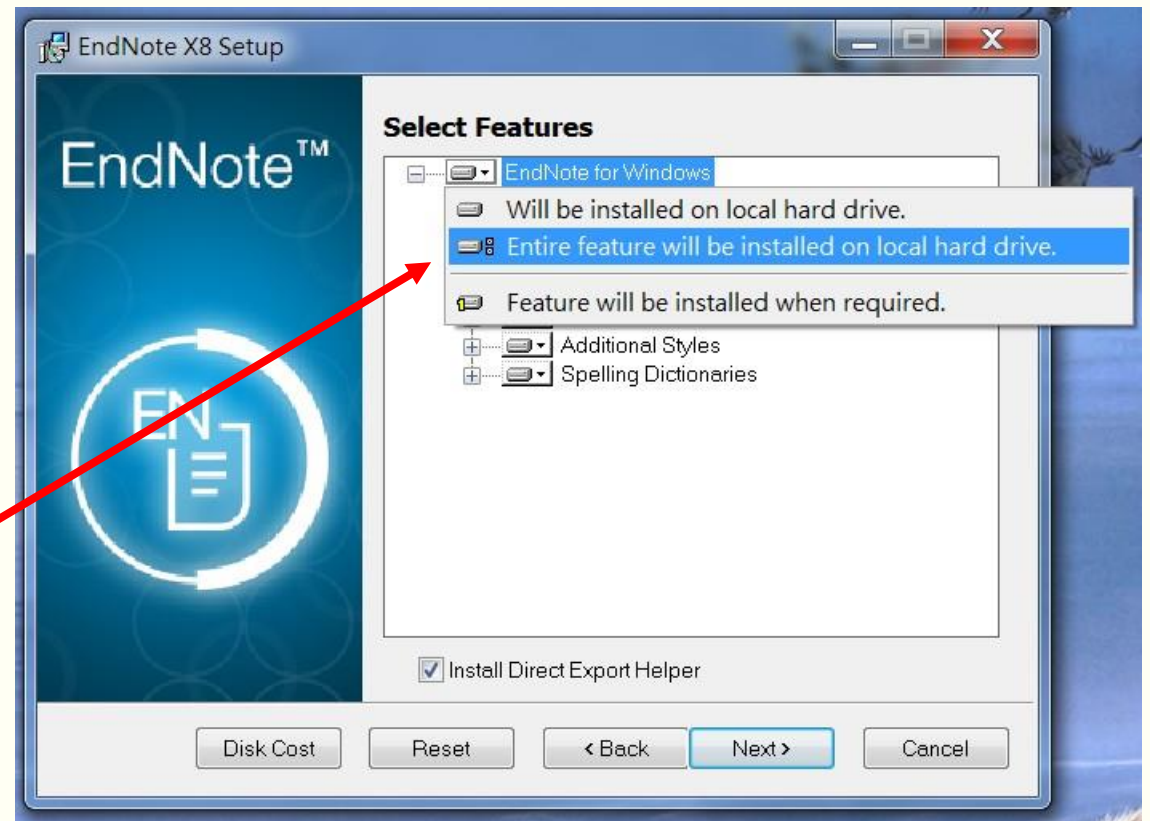 EndNote X8 Setup
EndNote™
Select Features
EndNote for Windows
Will be installed on local hard drive.
Entire feature will be installed on local hard drive.
Feature will be installed when required.
Additional Styles
Spelling Dictionaries
EN
Install Direct Export Helper
Disk Cost
Reset
< Back
Next >
Cancel